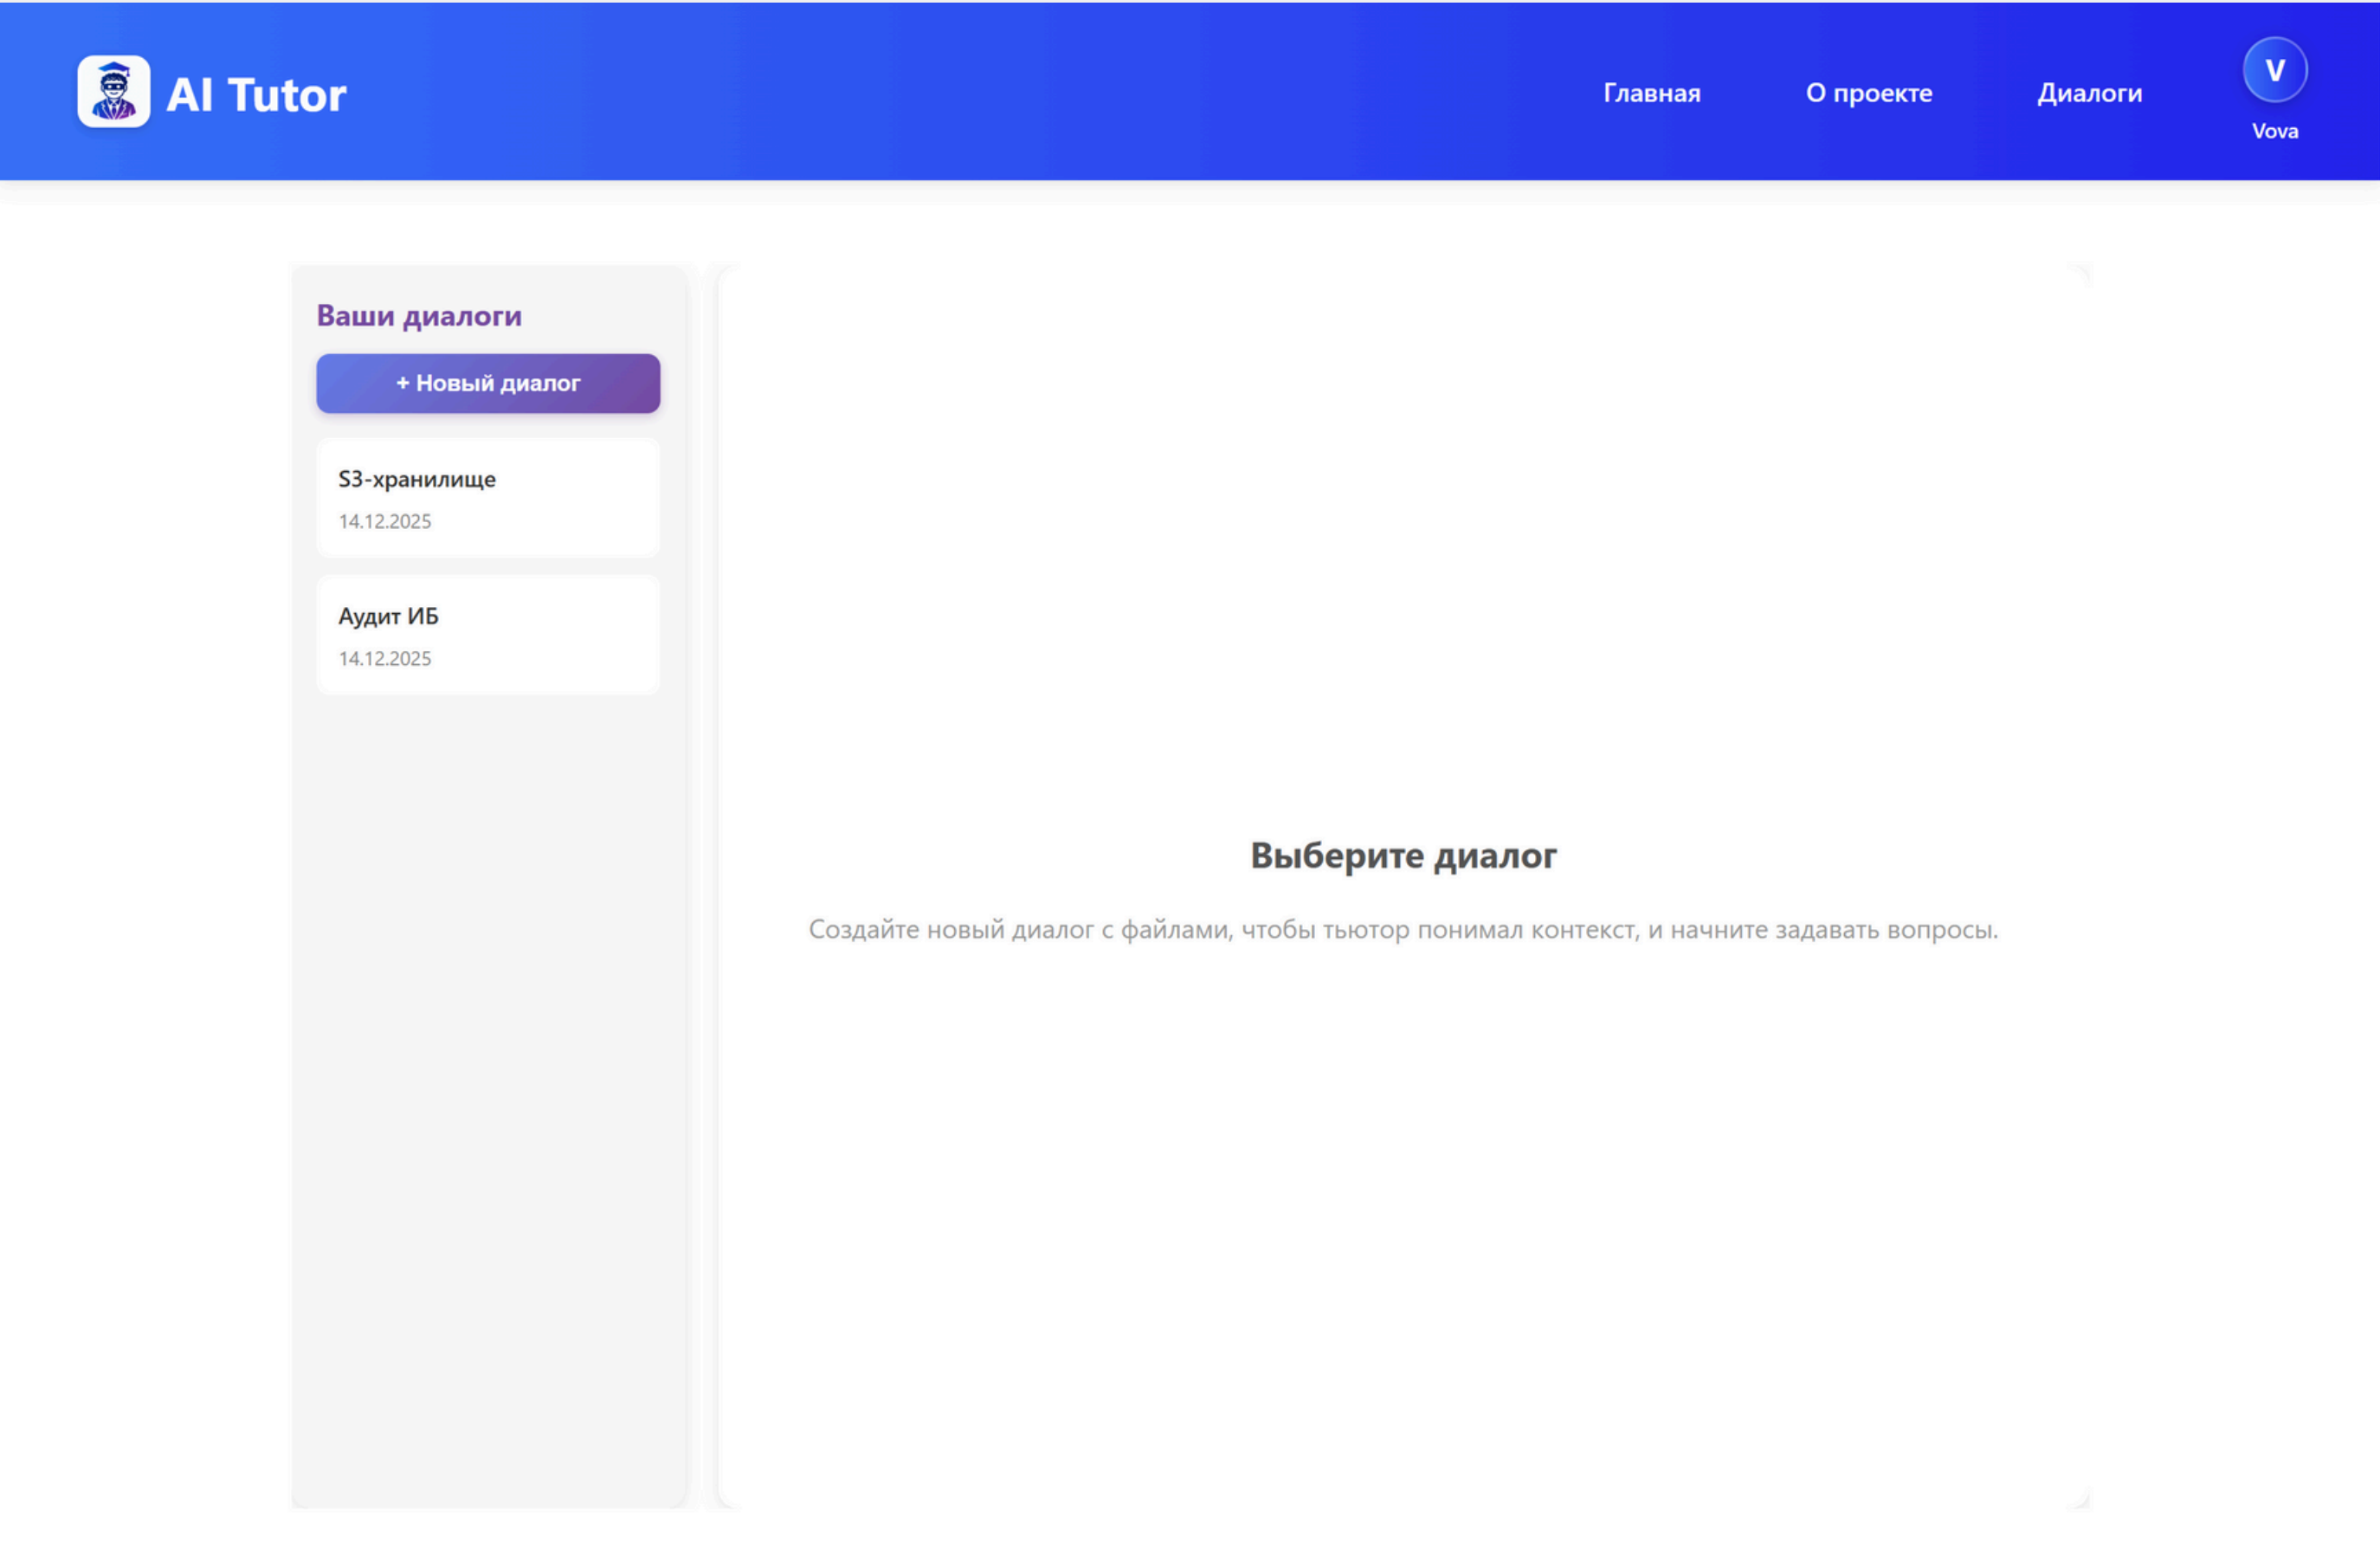 AI Tutor
Главная
О проекте
Диалоги
V
Vova
Ваши диалоги
+ Новый диалог
S3-хранилище
14.12.2025
Аудит ИБ
14.12.2025
Выберите диалог
Создайте новый диалог с файлами, чтобы тьютор понимал контекст, и начните задавать вопросы.